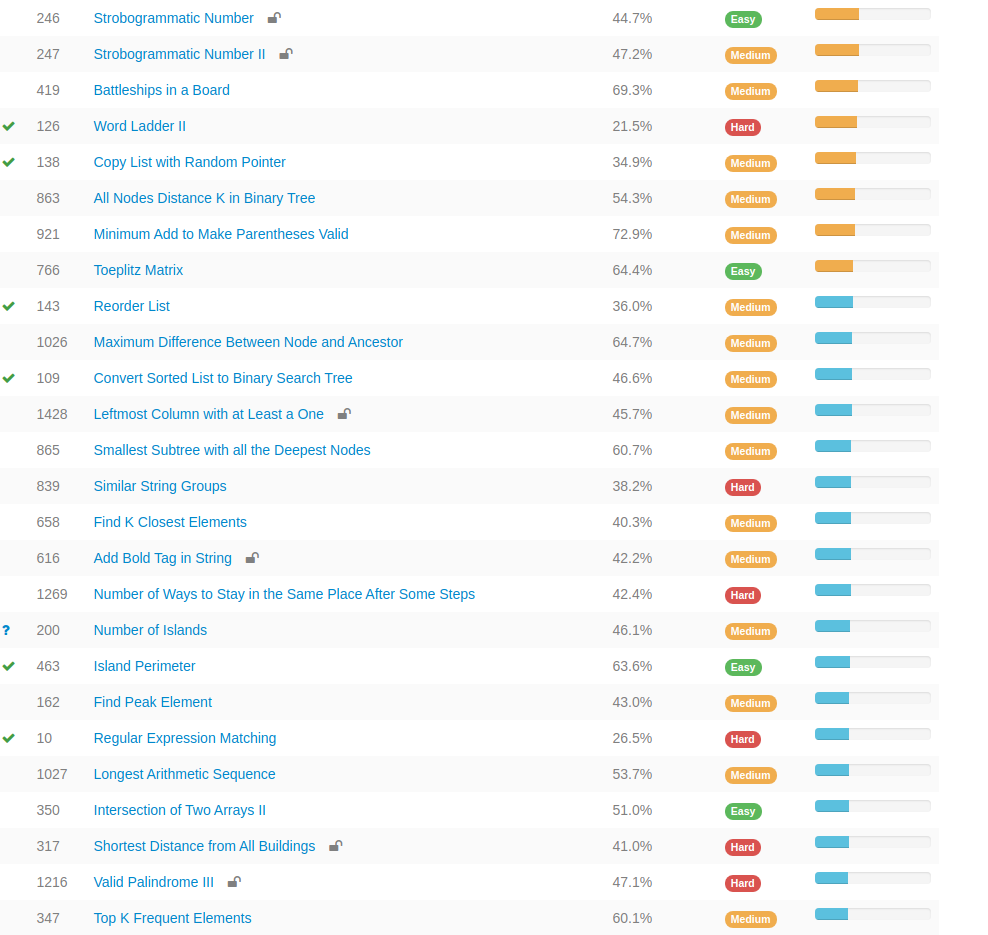 246 Strobogrammatic Number 44.7% Easy
247 Strobogrammatic Number II 47.2% Medium
419 Battleships in a Board 69.3% Medium
126 Word Ladder II 21.5% Hard
138 Copy List with Random Pointer 34.9% Medium
863 All Nodes Distance K in Binary Tree 54.3% Medium
921 Minimum Add to Make Parentheses Valid 72.9% Medium
766 Toeplitz Matrix 64.4% Easy
143 Reorder List 36.0% Medium
1026 Maximum Difference Between Node and Ancestor 64.7% Medium
109 Convert Sorted List to Binary Search Tree 46.6% Medium
1428 Leftmost Column with at Least a One 45.7% Medium
865 Smallest Subtree with all the Deepest Nodes 60.7% Medium
839 Similar String Groups 38.2% Hard
658 Find K Closest Elements 40.3% Medium
616 Add Bold Tag in String 42.2% Medium
1269 Number of Ways to Stay in the Same Place After Some Steps 42.4% Hard
? 200 Number of Islands 46.1% Medium
463 Island Perimeter 63.6% Easy
162 Find Peak Element 43.0% Medium
10 Regular Expression Matching 26.5% Hard
1027 Longest Arithmetic Sequence 53.7% Medium
350 Intersection of Two Arrays II 51.0% Easy
317 Shortest Distance from All Buildings 41.0% Hard
1216 Valid Palindrome III 47.1% Hard
347 Top K Frequent Elements 60.1% Medium